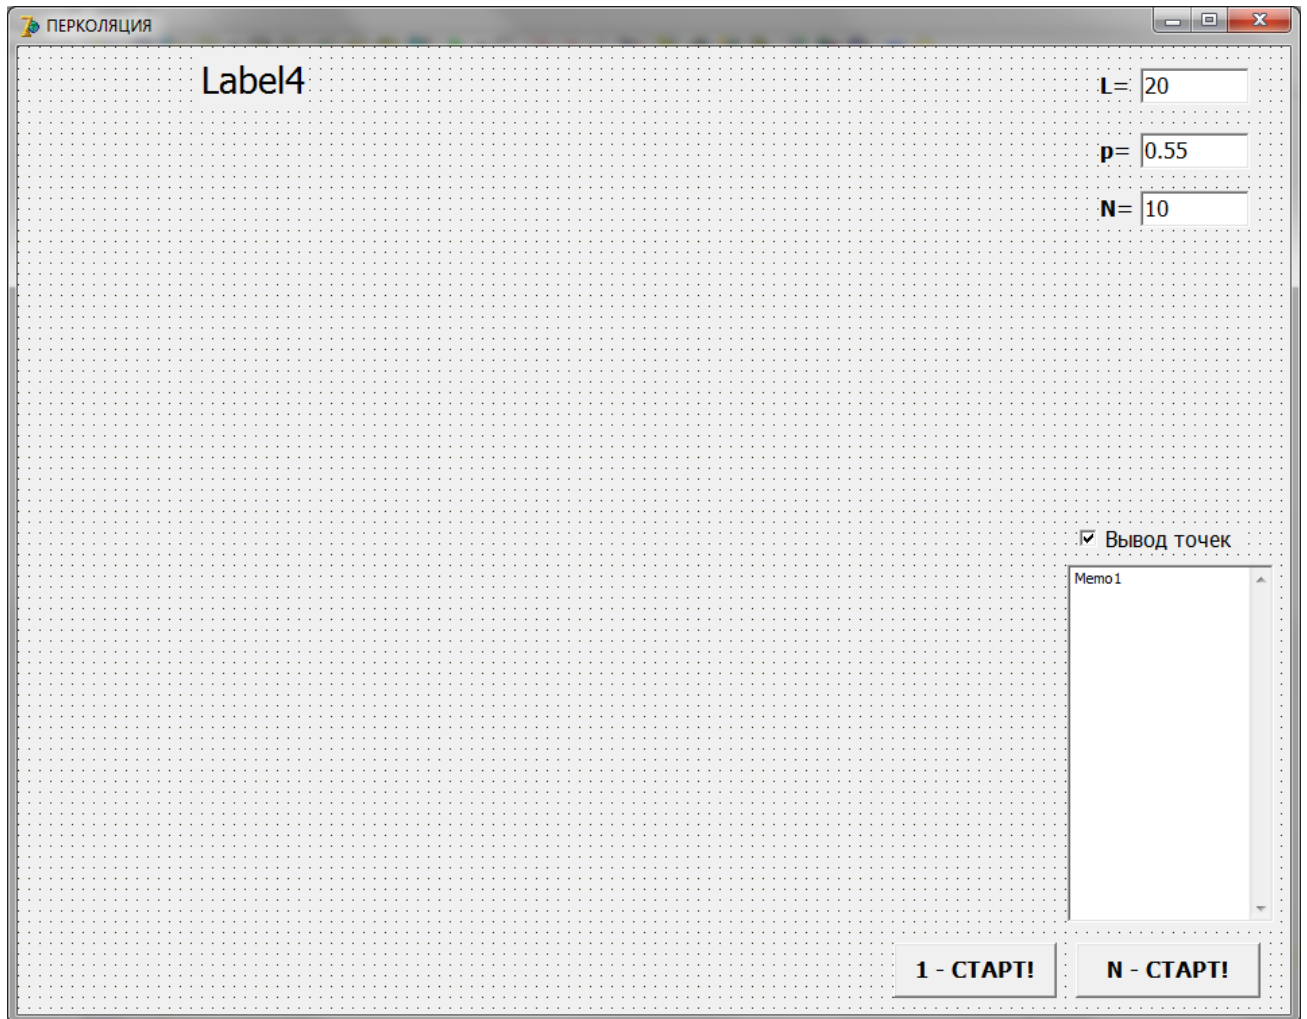 ПЕРКОЛЯЦИЯ
Label4
L= 20
p= 0.55
N= 10
Вывод точек
Memo1
1 - СТАРТ!
N - СТАРТ!